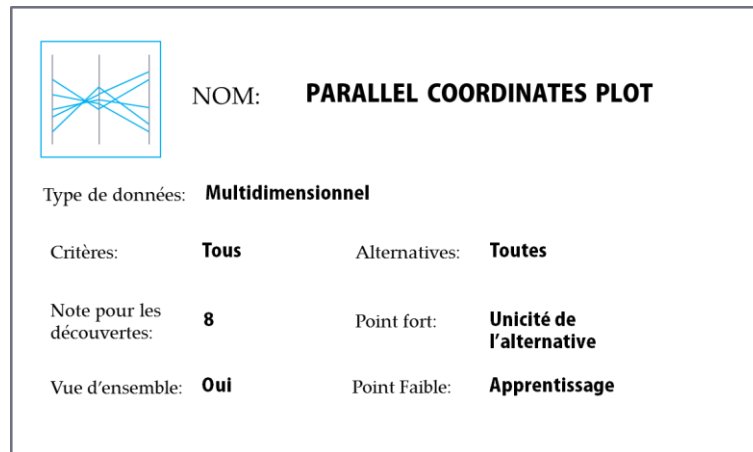 NOM: PARALLEL COORDINATES PLOT
Type de données: Multidimensionnel
Critères: Tous Alternatives: Toutes
Note pour les
découvertes: 8 Point fort: Unicité de
l'alternative
Vue d'ensemble: Oui Point Faible: Apprentissage